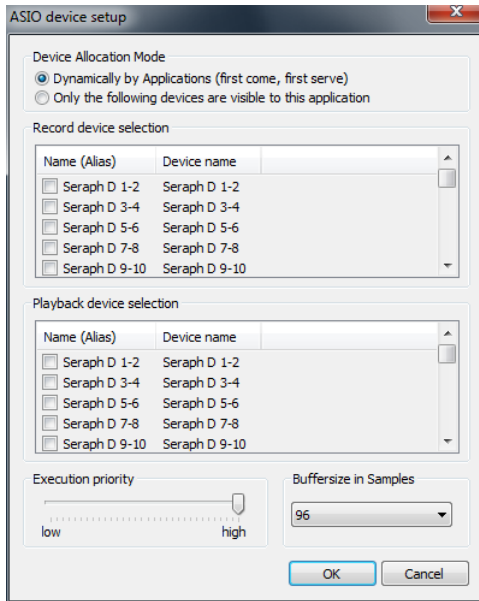 ASIO device setup
Device Allocation Mode
Dynamically by Applications (first come, first serve)
Only the following devices are visible to this application
Record device selection
Name (Alias) Device name
Seraph D 1-2 Seraph D 1-2
Seraph D 3-4 Seraph D 3-4
Seraph D 5-6 Seraph D 5-6
Seraph D 7-8 Seraph D 7-8
Seraph D 9-10 Seraph D 9-10
Playback device selection
Name (Alias) Device name
Seraph D 1-2 Seraph D 1-2
Seraph D 3-4 Seraph D 3-4
Seraph D 5-6 Seraph D 5-6
Seraph D 7-8 Seraph D 7-8
Seraph D 9-10 Seraph D 9-10
Execution priority Buffersize in Samples
96
low high
OK Cancel